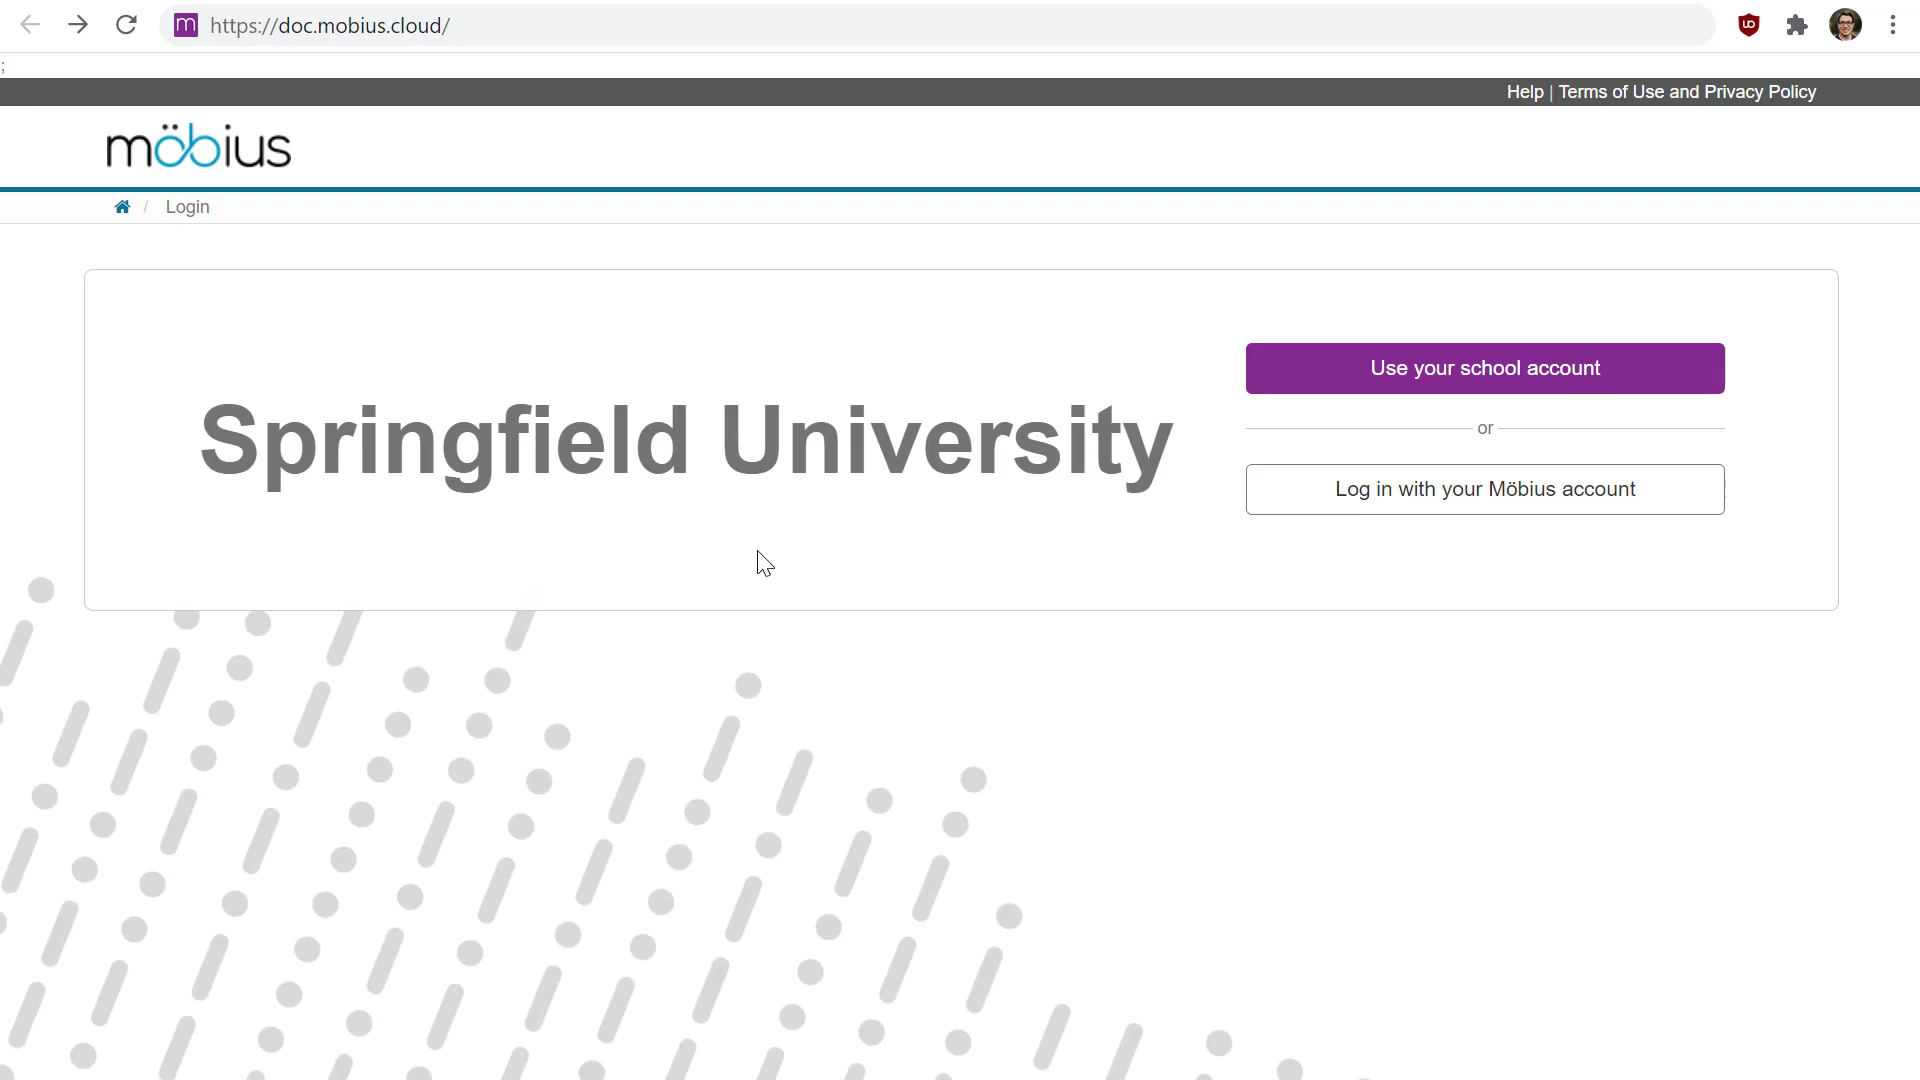 https://doc.mobius.cloud/
;
Help | Terms of Use and Privacy Policy
möbius
/ Login
Springfield University
Use your school account
or
Log in with your Möbius account